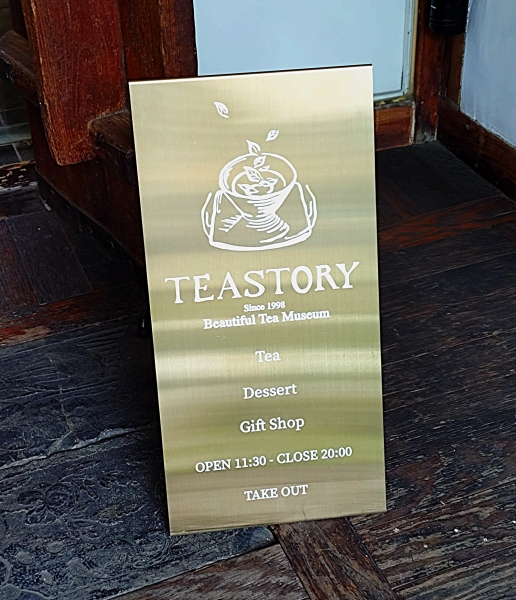 TEASTORY
Since 1998
Beautiful Tea Museum
Tea
Dessert
Gift Shop
OPEN 11:30 - CLOSE 20:00
TAKE OUT